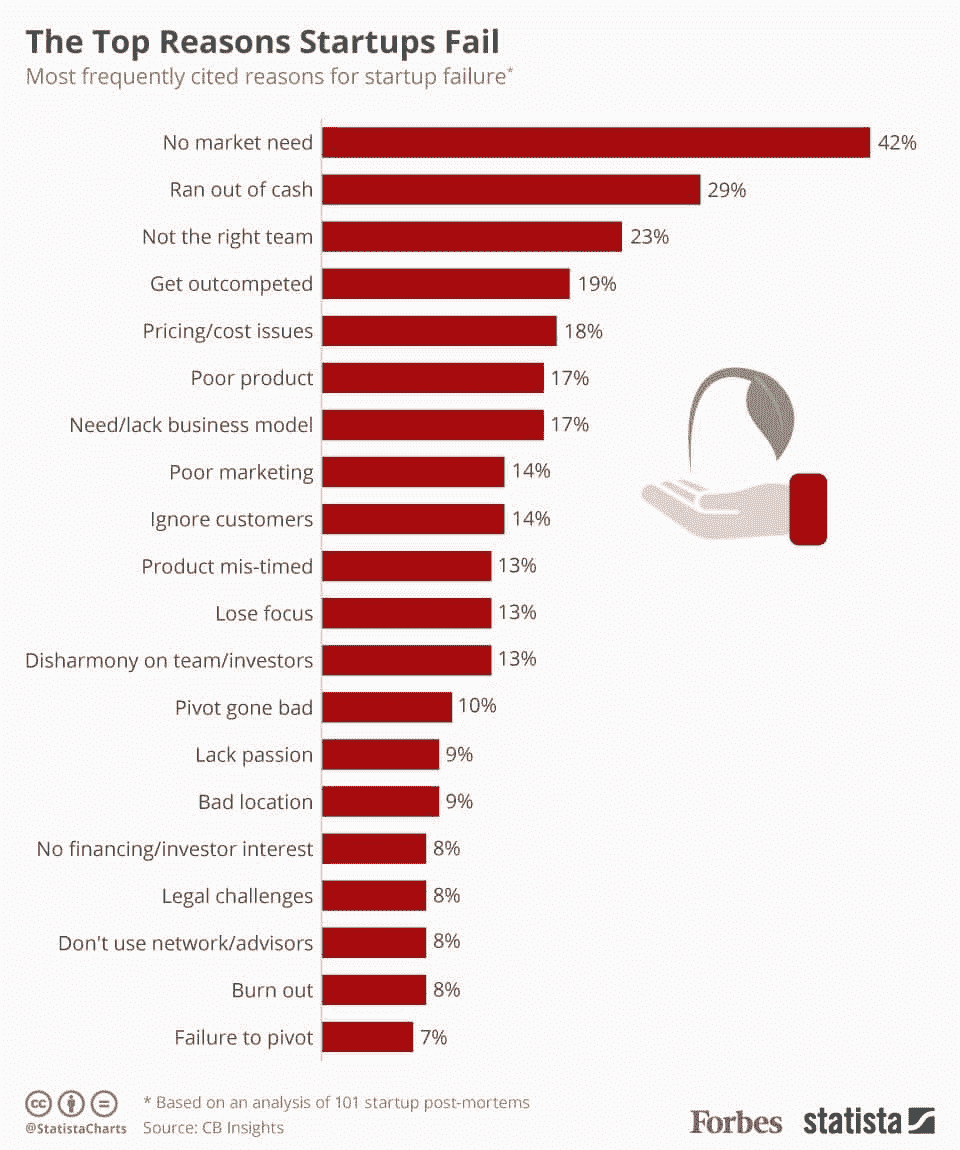 The Top Reasons Startups Fail
Most frequently cited reasons for startup failure*
No market need 42%
Ran out of cash 29%
Not the right team 23%
Get outcompeted 19%
Pricing/cost issues 18%
Poor product 17%
Need/lack business model 17%
Poor marketing 14%
Ignore customers 14%
Product mis-timed 13%
Lose focus 13%
Disharmony on team/investors 13%
Pivot gone bad 10%
Lack passion 9%
Bad location 9%
No financing/investor interest 8%
Legal challenges 8%
Don't use network/advisors 8%
Burn out 8%
Failure to pivot 7%
cc
@StatistaCharts
* Based on an analysis of 101 startup post-mortems
Source: CB Insights
Forbes statista